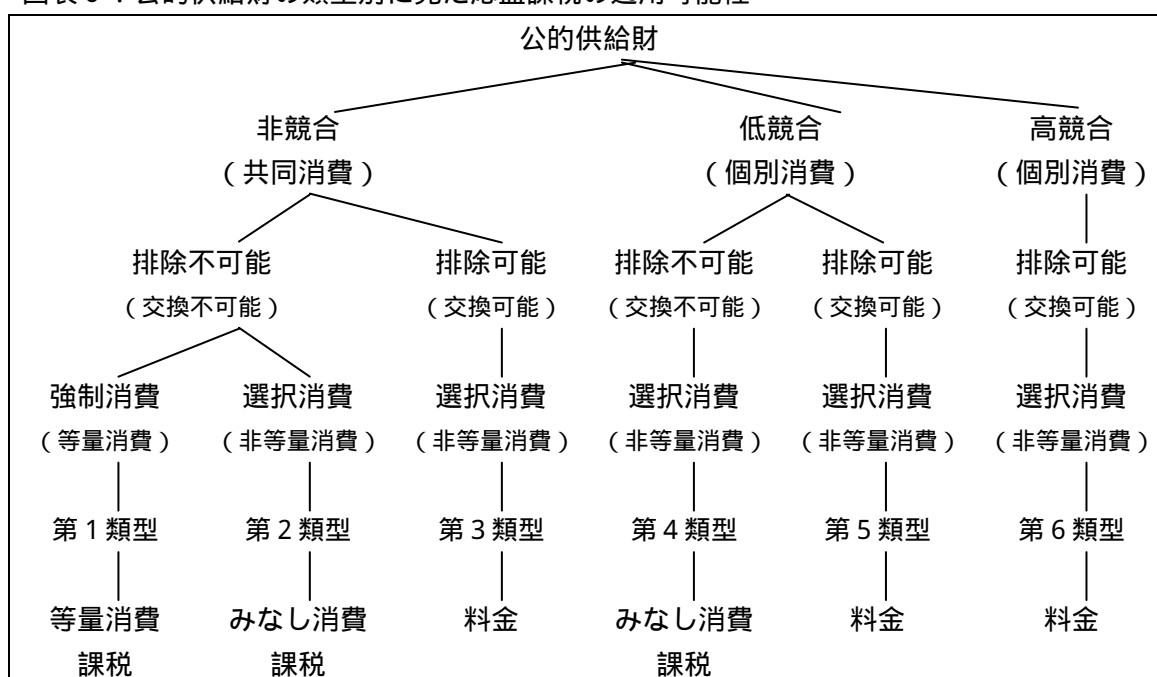 公的供給財
非競合 低競合 高競合
（共同消費） （個別消費） （個別消費）
排除不可能 排除可能 排除不可能 排除可能 排除可能
（交換不可能） （交換可能） （交換不可能） （交換可能） （交換可能）
強制消費 選択消費 選択消費 選択消費 選択消費 選択消費
（等量消費） （非等量消費） （非等量消費） （非等量消費） （非等量消費） （非等量消費）
第1類型 第2類型 第3類型 第4類型 第5類型 第6類型
等量消費 みなし消費 料金 みなし消費 料金 料金
課税 課税 課税